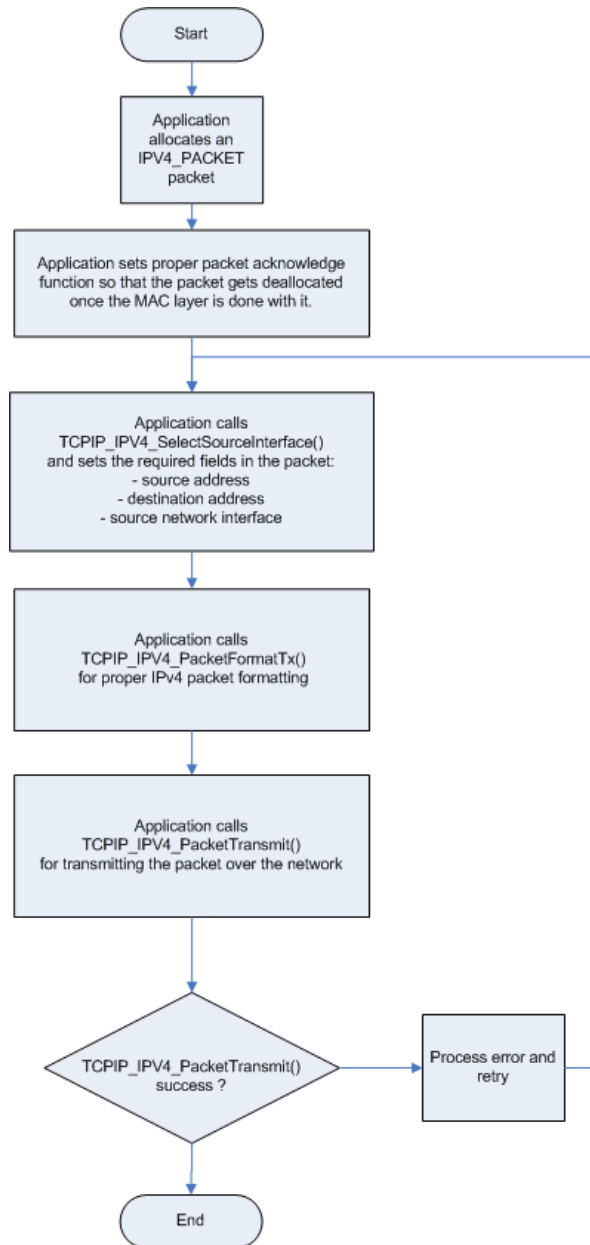 Start
Application
allocates an
IPV4_PACKET
packet
Application sets proper packet acknowledge
function so that the packet gets deallocated
once the MAC layer is done with it.
Application calls
TCPIP_IPV4_SelectSourceInterface()
and sets the required fields in the packet:
- source address
- destination address
- source network interface
Application calls
TCPIP_IPV4_PacketFormatTx()
for proper IPv4 packet formatting
Application calls
TCPIP_IPV4_PacketTransmit()
for transmitting the packet over the network
TCPIP_IPV4_PacketTransmit()
success ?
Process error and
retry
End